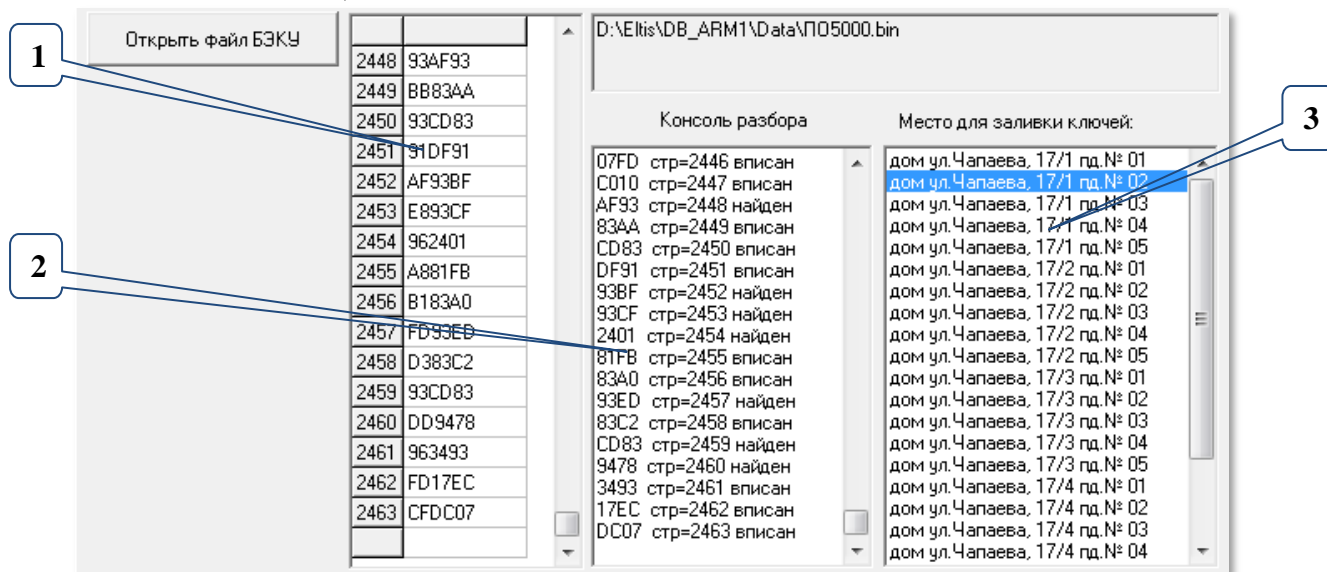 1
2
3
Открыть файл БЭКУ
2448 93AF93
2449 BB83AA
2450 93CD83
2451 91DF91
2452 AF93BF
2453 E893CF
2454 962401
2455 A881FB
2456 B183A0
2457 FD93ED
2458 D383C2
2459 93CD83
2460 DD9478
2461 963493
2462 FD17EC
2463 CFDC07
D:\Eltis\DB_ARM1\Data\ПО5000.bin
Консоль разбора
07FD стр=2446 вписан
C010 стр=2447 вписан
AF93 стр=2448 найден
83AA стр=2449 вписан
CD83 стр=2450 вписан
DF91 стр=2451 вписан
93BF стр=2452 найден
93CF стр=2453 найден
2401 стр=2454 найден
81FB стр=2455 вписан
83A0 стр=2456 вписан
93ED стр=2457 найден
83C2 стр=2458 вписан
CD83 стр=2459 найден
9478 стр=2460 найден
3493 стр=2461 вписан
17EC стр=2462 вписан
DC07 стр=2463 вписан
Место для заливки ключей:
дом ул.Чапаева, 17/1 пд.№ 01
дом ул.Чапаева, 17/1 пд.№ 02
дом ул.Чапаева, 17/1 пд.№ 03
дом ул.Чапаева, 17/1 пд.№ 04
дом ул.Чапаева, 17/1 пд.№ 05
дом ул.Чапаева, 17/2 пд.№ 01
дом ул.Чапаева, 17/2 пд.№ 02
дом ул.Чапаева, 17/2 пд.№ 03
дом ул.Чапаева, 17/2 пд.№ 04
дом ул.Чапаева, 17/2 пд.№ 05
дом ул.Чапаева, 17/3 пд.№ 01
дом ул.Чапаева, 17/3 пд.№ 02
дом ул.Чапаева, 17/3 пд.№ 03
дом ул.Чапаева, 17/3 пд.№ 04
дом ул.Чапаева, 17/3 пд.№ 05
дом ул.Чапаева, 17/4 пд.№ 01
дом ул.Чапаева, 17/4 пд.№ 02
дом ул.Чапаева, 17/4 пд.№ 03
дом ул.Чапаева, 17/4 пд.№ 04